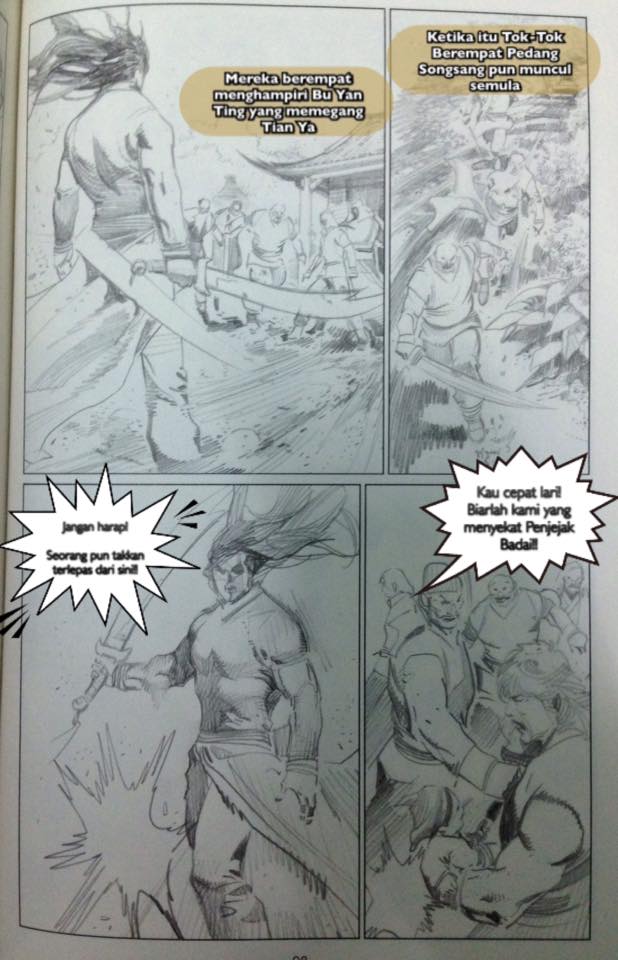 Ketika itu Tok-Tok
Berempat Pedang
Songsang pun muncul
semula
Mereka berempat
menghampiri Bu Yan
Ting yang memegang
Tian Ya
Kau cepat lari!
Biarlah kami yang
menyekat Penjejak
Badai!!
Jangan harap!
Seorang pun takkan
terlepas dari sini!!